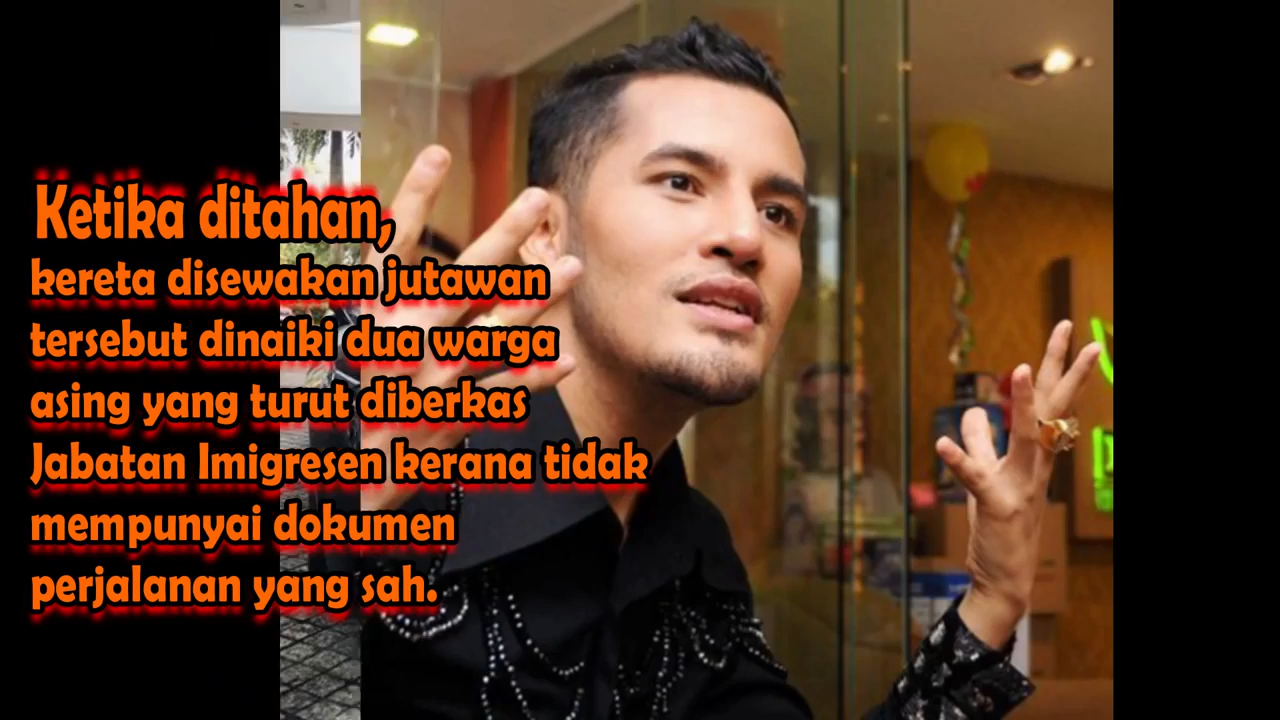 Ketika ditahan,
kereta disewakan jutawan
tersebut dinaiki dua warga
asing yang turut diberkas
Jabatan Imigresen kerana tidak
mempunyai dokumen
perjalanan yang sah.